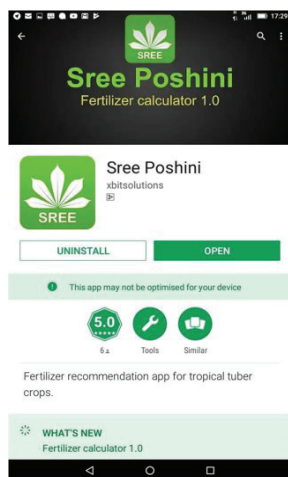 17:29
SREE
Sree Poshini
Fertilizer calculator 1.0
Sree Poshini
xbitsolutions
SREE
UNINSTALL
OPEN
This app may not be optimised for your device
5.0
6
Tools
Similar
Fertilizer recommendation app for tropical tuber
crops.
WHAT'S NEW
Fertilizer calculator 1.0